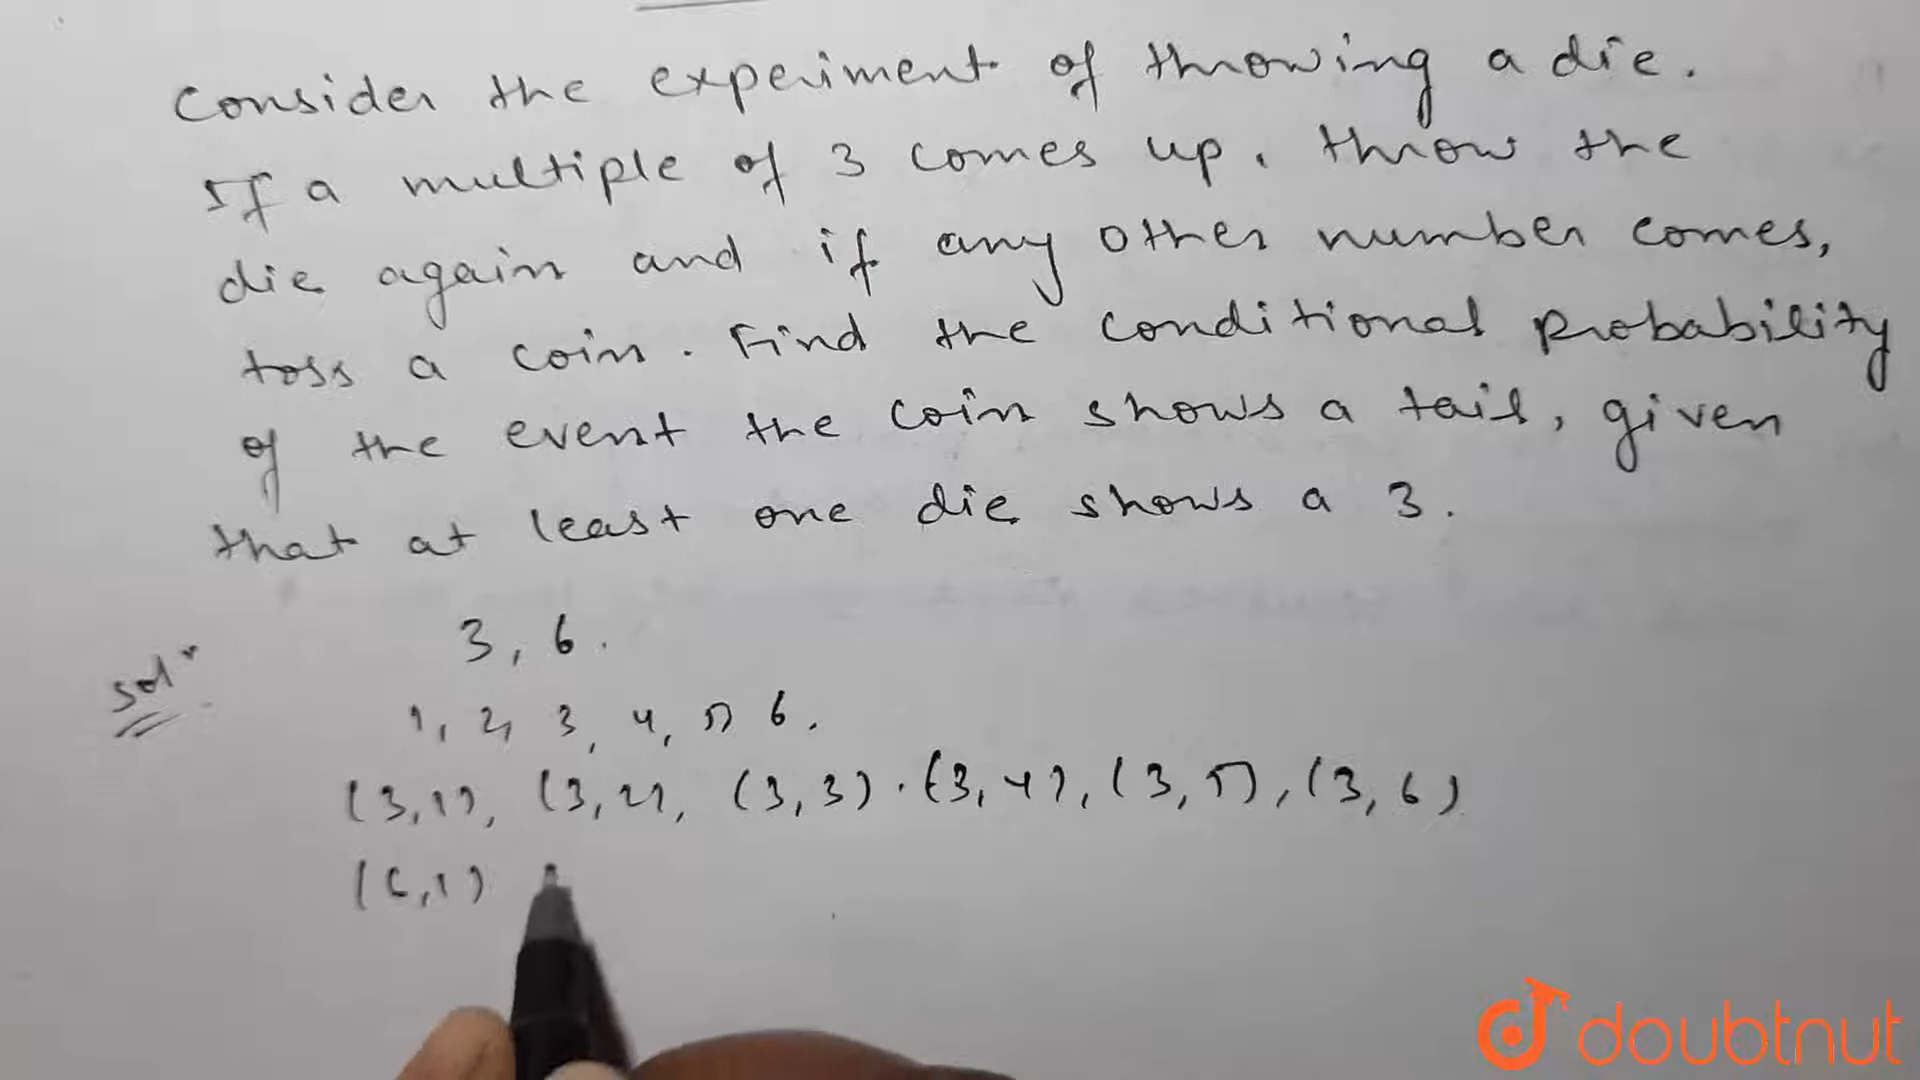 Consider the experiment of throwing a die.
If a multiple of 3 comes up, throw the
die again and if any other number comes,
toss a coin. Find the conditional probability
of the event the coin shows a tail, given
that at least one die shows a 3.
Solⁿ
3, 6.
1, 2, 3, 4, 5, 6.
(3,1), (3,2), (3,3), (3,4), (3,5), (3,6)
(6,1)
doubtnut